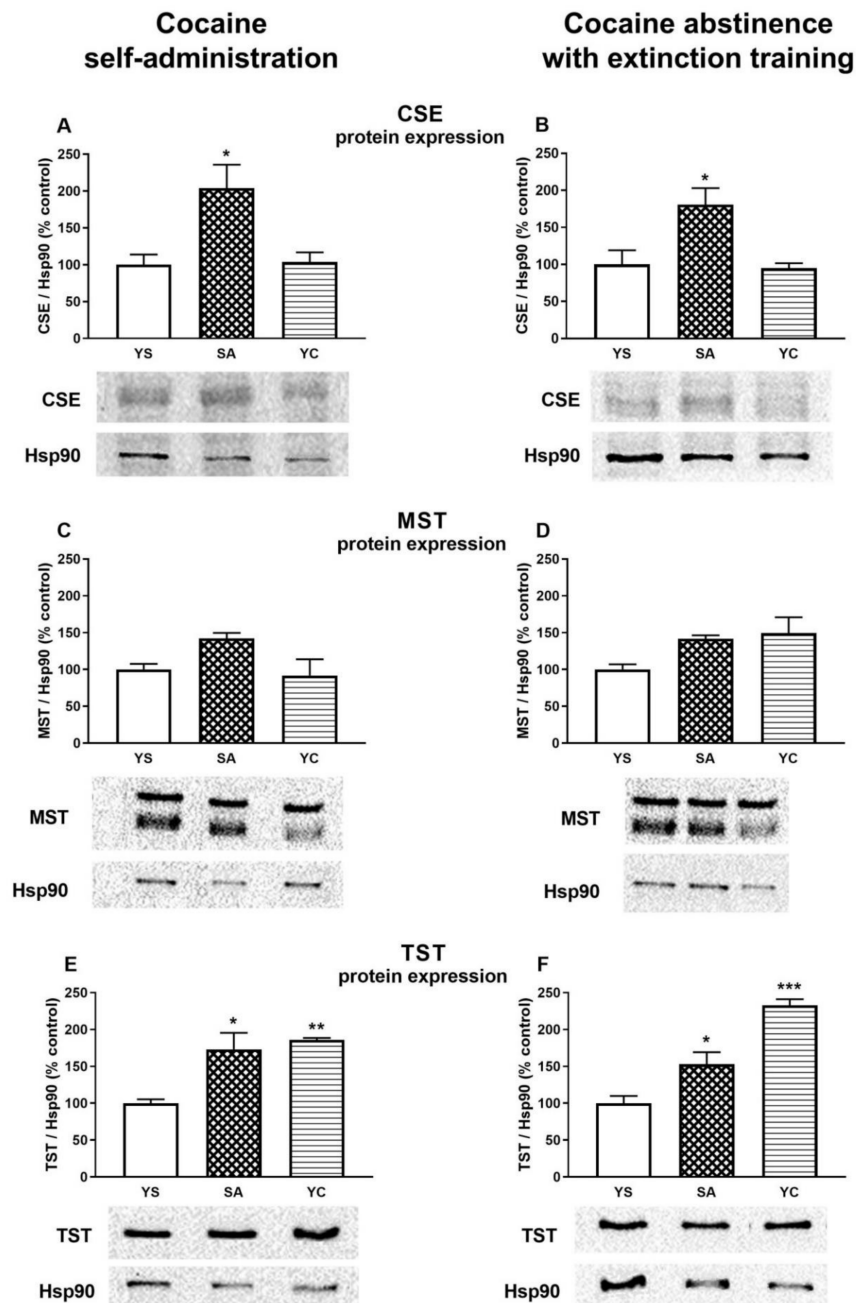 Cocaine
self-administration
Cocaine abstinence
with extinction training
CSE
protein expression
A
CSE / Hsp90 (% control)
250
200
150
100
50
0
*
YS SA YC
CSE
Hsp90
B
CSE / Hsp90 (% control)
250
200
150
100
50
0
*
YS SA YC
CSE
Hsp90
MST
protein expression
C
MST / Hsp90 (% control)
250
200
150
100
50
0
YS SA YC
MST
Hsp90
D
MST / Hsp90 (% control)
250
200
150
100
50
0
YS SA YC
MST
Hsp90
TST
protein expression
E
TST / Hsp90 (% control)
250
200
150
100
50
0
* **
YS SA YC
TST
Hsp90
F
TST / Hsp90 (% control)
250
200
150
100
50
0
* ***
YS SA YC
TST
Hsp90